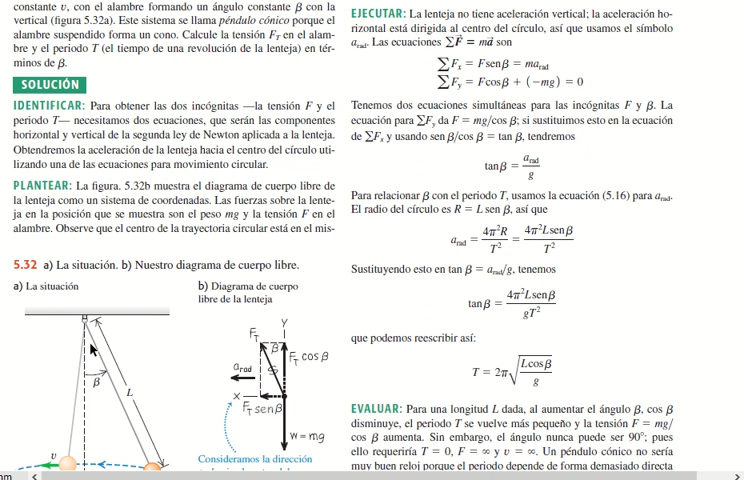 constante v, con el alambre formando un ángulo constante β con la
vertical (figura 5.32a). Este sistema se llama péndulo cónico porque el
alambre suspendido forma un cono. Calcule la tensión F_T en el alam-
bre y el periodo T (el tiempo de una revolución de la lenteja) en tér-
minos de β.
SOLUCIÓN
IDENTIFICAR: Para obtener las dos incógnitas —la tensión F y el
periodo T— necesitamos dos ecuaciones, que serán las componentes
horizontal y vertical de la segunda ley de Newton aplicada a la lenteja.
Obtendremos la aceleración de la lenteja hacia el centro del círculo uti-
lizando una de las ecuaciones para movimiento circular.
PLANTEAR: La figura. 5.32b muestra el diagrama de cuerpo libre de
la lenteja como un sistema de coordenadas. Las fuerzas sobre la lente-
ja en la posición que se muestra son el peso mg y la tensión F en el
alambre. Observe que el centro de la trayectoria circular está en el mis-
5.32 a) La situación. b) Nuestro diagrama de cuerpo libre.
a) La situación
β
L
v
b) Diagrama de cuerpo
libre de la lenteja
Y
F_T
β
F_T cos β
a_rad
β
X
F_T sen β
W = mg
Consideramos la dirección
EJECUTAR: La lenteja no tiene aceleración vertical; la aceleración ho-
rizontal está dirigida al centro del círculo, así que usamos el símbolo
a_rad. Las ecuaciones ∑F⃗ = ma⃗ son
∑F_x = F sen β = ma_rad
∑F_y = F cos β + (−mg) = 0
Tenemos dos ecuaciones simultáneas para las incógnitas F y β. La
ecuación para ∑F_y da F = mg/cos β; si sustituimos esto en la ecuación
de ∑F_x y usando sen β/cos β = tan β, tendremos
tan β = a_rad/g
Para relacionar β con el periodo T, usamos la ecuación (5.16) para a_rad.
El radio del círculo es R = L sen β, así que
a_rad = 4π²R/T² = 4π²L sen β/T²
Sustituyendo esto en tan β = a_rad/g, tenemos
tan β = 4π²L sen β/gT²
que podemos reescribir así:
T = 2π√(L cos β/g)
EVALUAR: Para una longitud L dada, al aumentar el ángulo β, cos β
disminuye, el periodo T se vuelve más pequeño y la tensión F = mg/
cos β aumenta. Sin embargo, el ángulo nunca puede ser 90°; pues
ello requeriría T = 0, F = ∞ y v = ∞. Un péndulo cónico no sería
muy buen reloj porque el periodo depende de forma demasiado directa